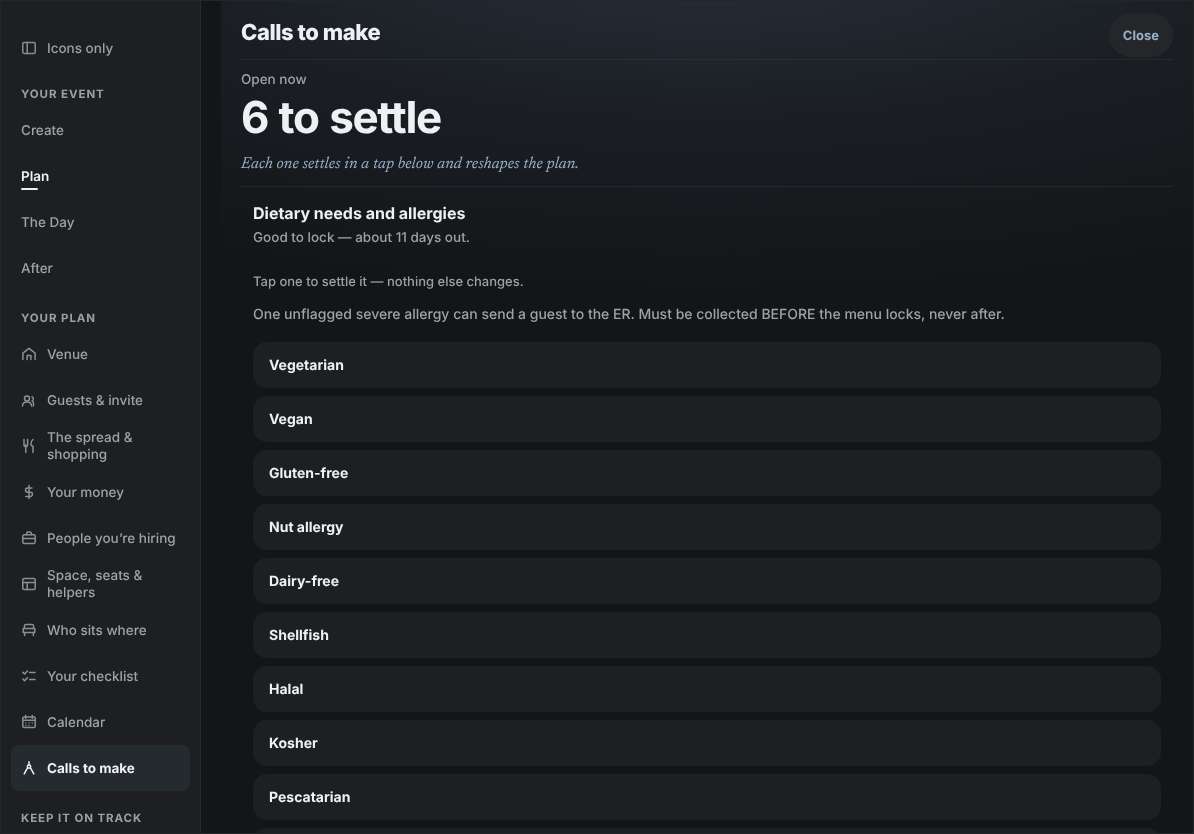 Icons only
YOUR EVENT
Create
Plan
The Day
After
YOUR PLAN
Venue
Guests & invite
The spread &
shopping
Your money
People you’re hiring
Space, seats &
helpers
Who sits where
Your checklist
Calendar
Calls to make
KEEP IT ON TRACK
Calls to make
Close
Open now
6 to settle
Each one settles in a tap below and reshapes the plan.
Dietary needs and allergies
Good to lock — about 11 days out.
Tap one to settle it — nothing else changes.
One unflagged severe allergy can send a guest to the ER. Must be collected BEFORE the menu locks, never after.
Vegetarian
Vegan
Gluten-free
Nut allergy
Dairy-free
Shellfish
Halal
Kosher
Pescatarian